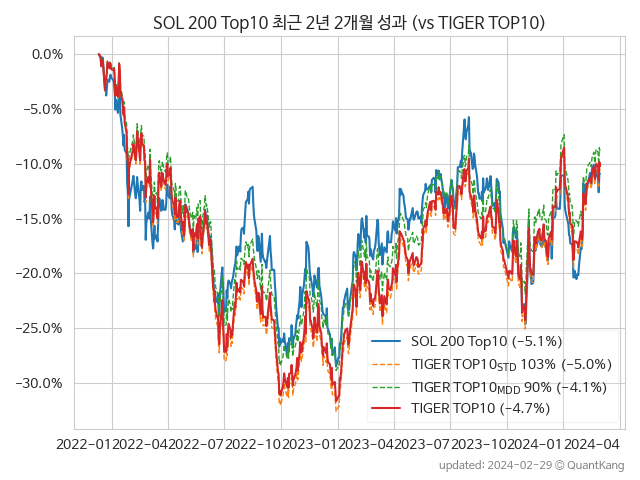 SOL 200 Top10 최근 2년 2개월 성과 (vs TIGER TOP10)
0.0%
−5.0%
−10.0%
−15.0%
−20.0%
−25.0%
−30.0%
SOL 200 Top10 (−5.1%)
TIGER TOP10STD 103% (−5.0%)
TIGER TOP10MDD 90% (−4.1%)
TIGER TOP10 (−4.7%)
2022-01 2022-04 2022-07 2022-10 2023-01 2023-04 2023-07 2023-10 2024-01 2024-04
updated: 2024-02-29 © QuantKang